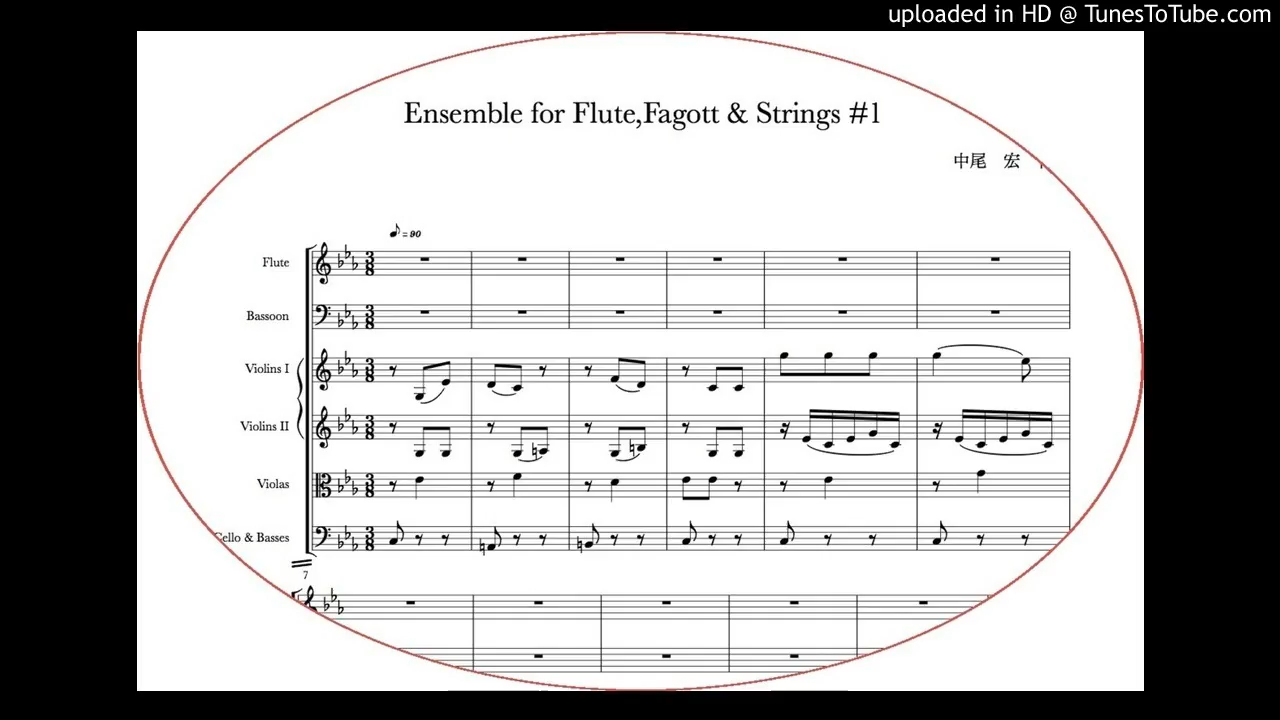 uploaded in HD @ TunesToTube.com
Ensemble for Flute,Fagott & Strings #1
中尾　宏
♪ = 90
Flute
Bassoon
Violins I
Violins II
Violas
Cello & Basses
7